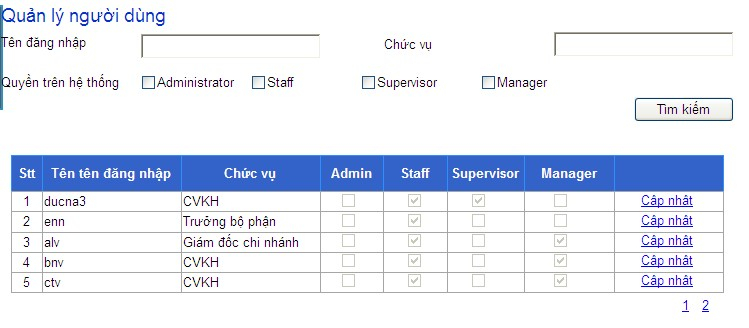 Quản lý người dùng
Tên đăng nhập Chức vụ
Quyền trên hệ thống Administrator Staff Supervisor Manager
Tìm kiếm
Stt Tên tên đăng nhập Chức vụ Admin Staff Supervisor Manager
1 ducna3 CVKH Cập nhật
2 enn Trưởng bộ phận Cập nhật
3 alv Giám đốc chi nhánh Cập nhật
4 bnv CVKH Cập nhật
5 ctv CVKH Cập nhật
1 2